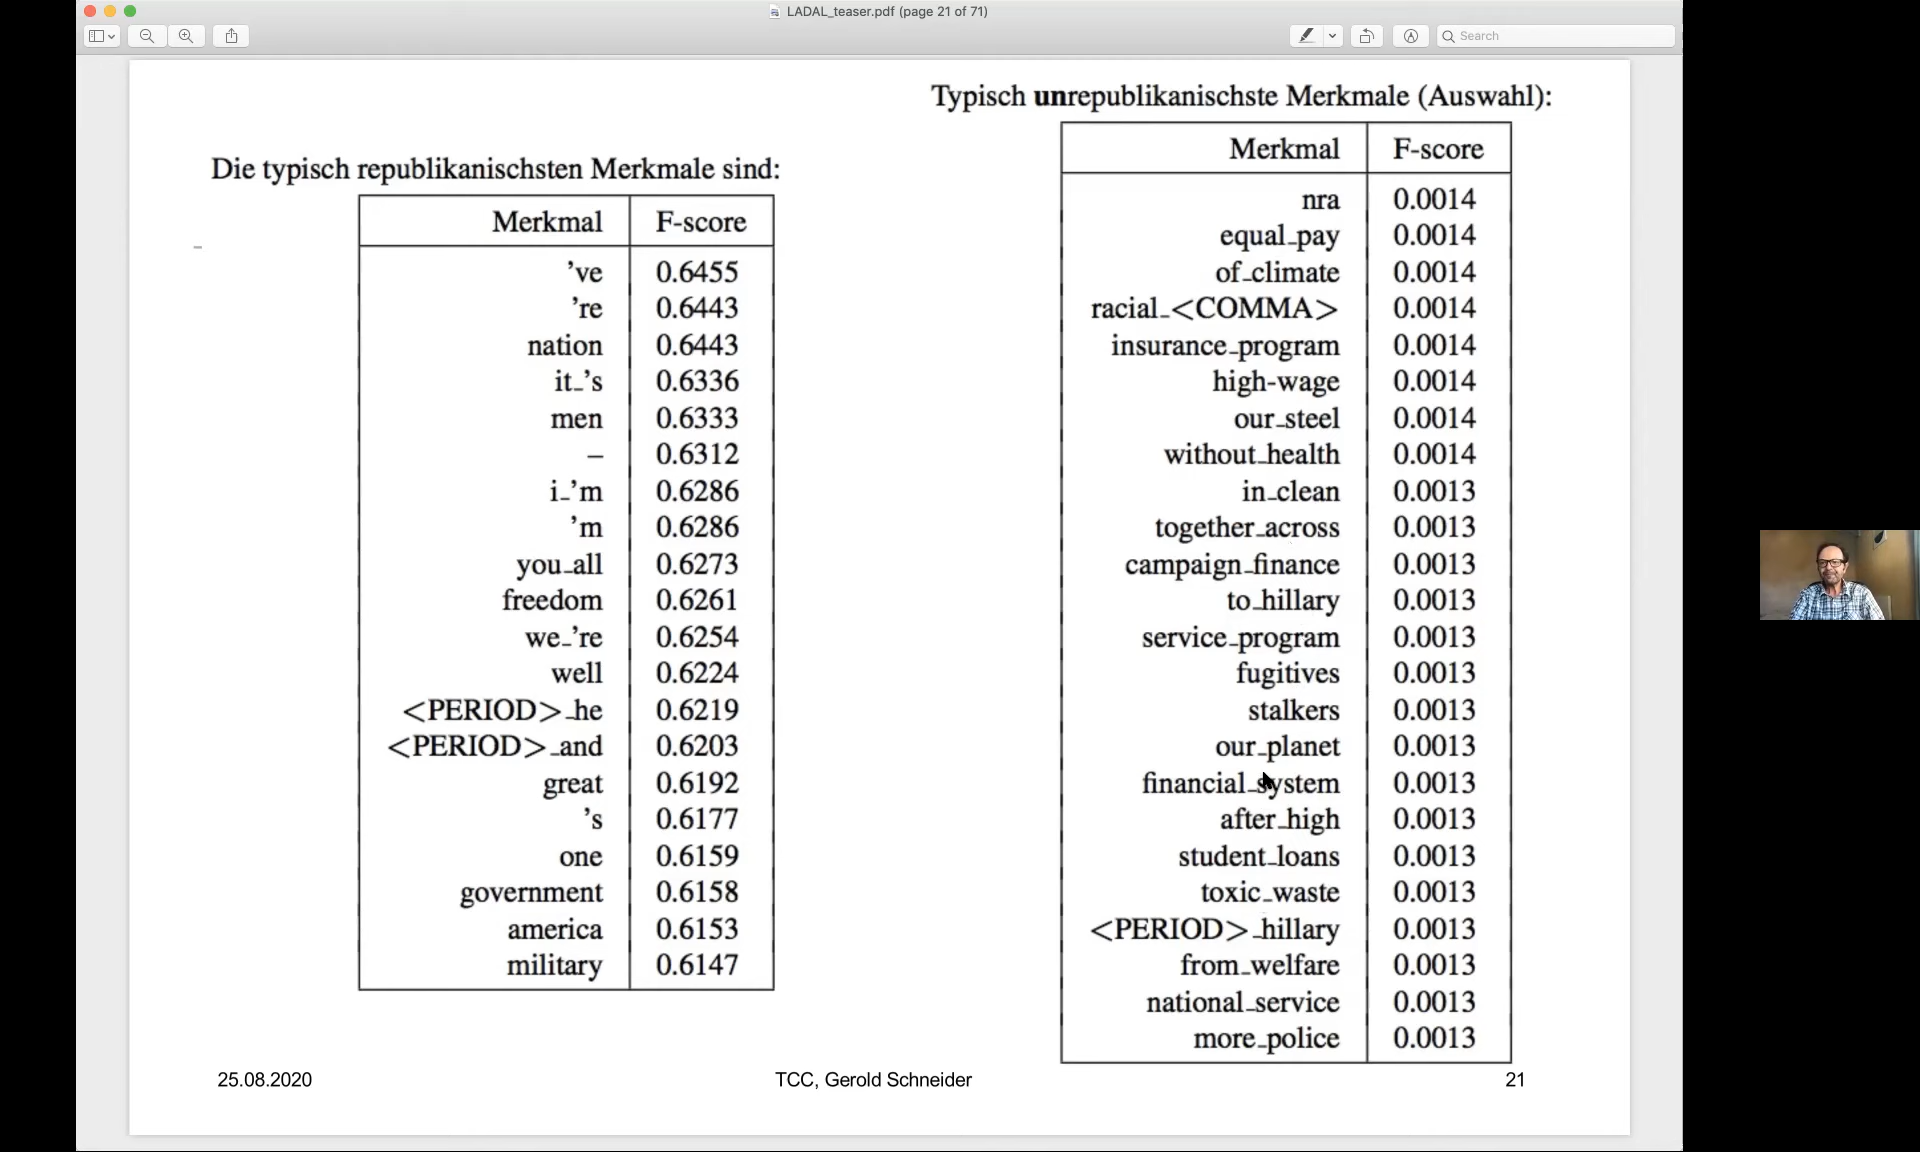 LADAL_teaser.pdf (page 21 of 71)
Search
Die typisch republikanischsten Merkmale sind:
Merkmal F-score
’ve 0.6455
’re 0.6443
nation 0.6443
it_’s 0.6336
men 0.6333
– 0.6312
i_’m 0.6286
’m 0.6286
you_all 0.6273
freedom 0.6261
we_’re 0.6254
well 0.6224
<PERIOD>_he 0.6219
<PERIOD>_and 0.6203
great 0.6192
’s 0.6177
one 0.6159
government 0.6158
america 0.6153
military 0.6147
Typisch unrepublikanischste Merkmale (Auswahl):
Merkmal F-score
nra 0.0014
equal_pay 0.0014
of_climate 0.0014
racial_<COMMA> 0.0014
insurance_program 0.0014
high-wage 0.0014
our_steel 0.0014
without_health 0.0014
in_clean 0.0013
together_across 0.0013
campaign_finance 0.0013
to_hillary 0.0013
service_program 0.0013
fugitives 0.0013
stalkers 0.0013
our_planet 0.0013
financial_system 0.0013
after_high 0.0013
student_loans 0.0013
toxic_waste 0.0013
<PERIOD>_hillary 0.0013
from_welfare 0.0013
national_service 0.0013
more_police 0.0013
25.08.2020
TCC, Gerold Schneider
21